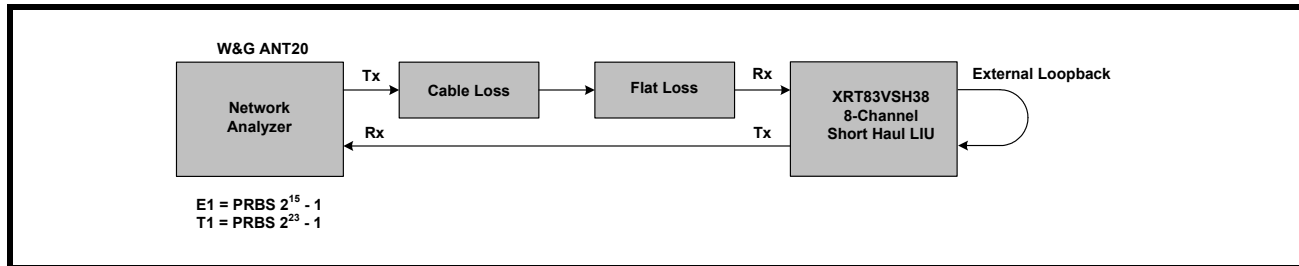 W&G ANT20
Network
Analyzer
Tx
Cable Loss
Flat Loss
Rx
XRT83VSH38
8-Channel
Short Haul LIU
External Loopback
Rx
Tx
E1 = PRBS 2^15 - 1
T1 = PRBS 2^23 - 1